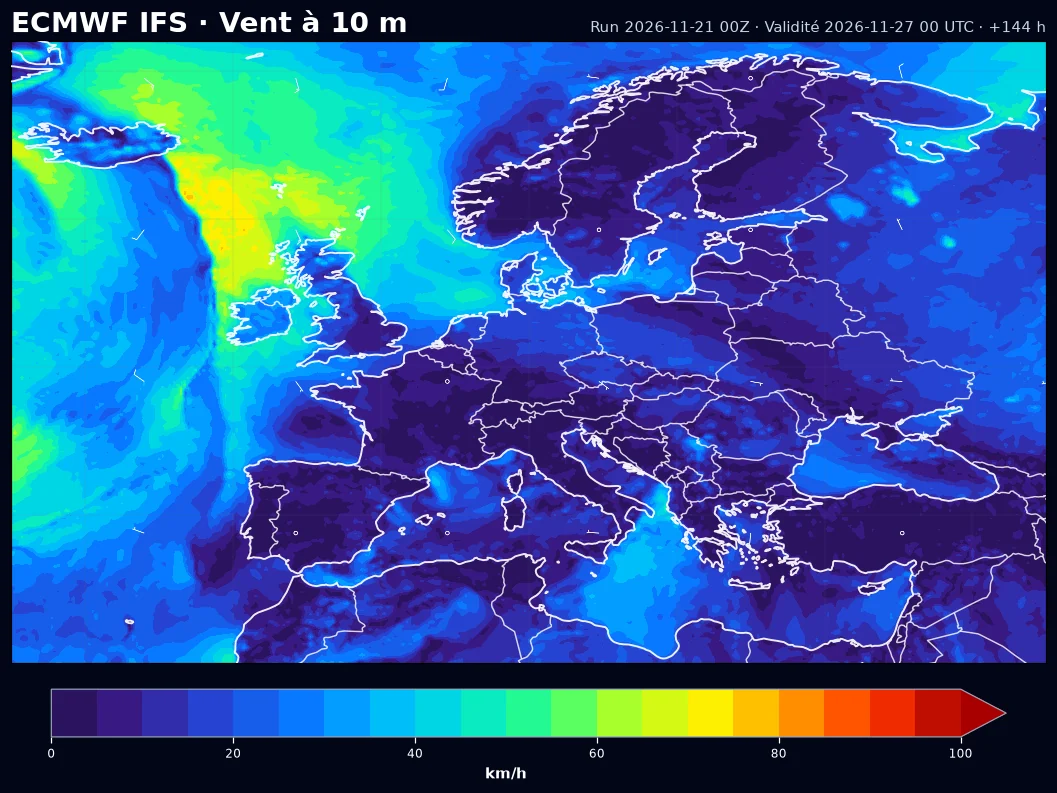 ECMWF IFS · Vent à 10 m
Run 2026-11-21 00Z · Validité 2026-11-27 00 UTC · +144 h
0 20 40 60 80 100
km/h